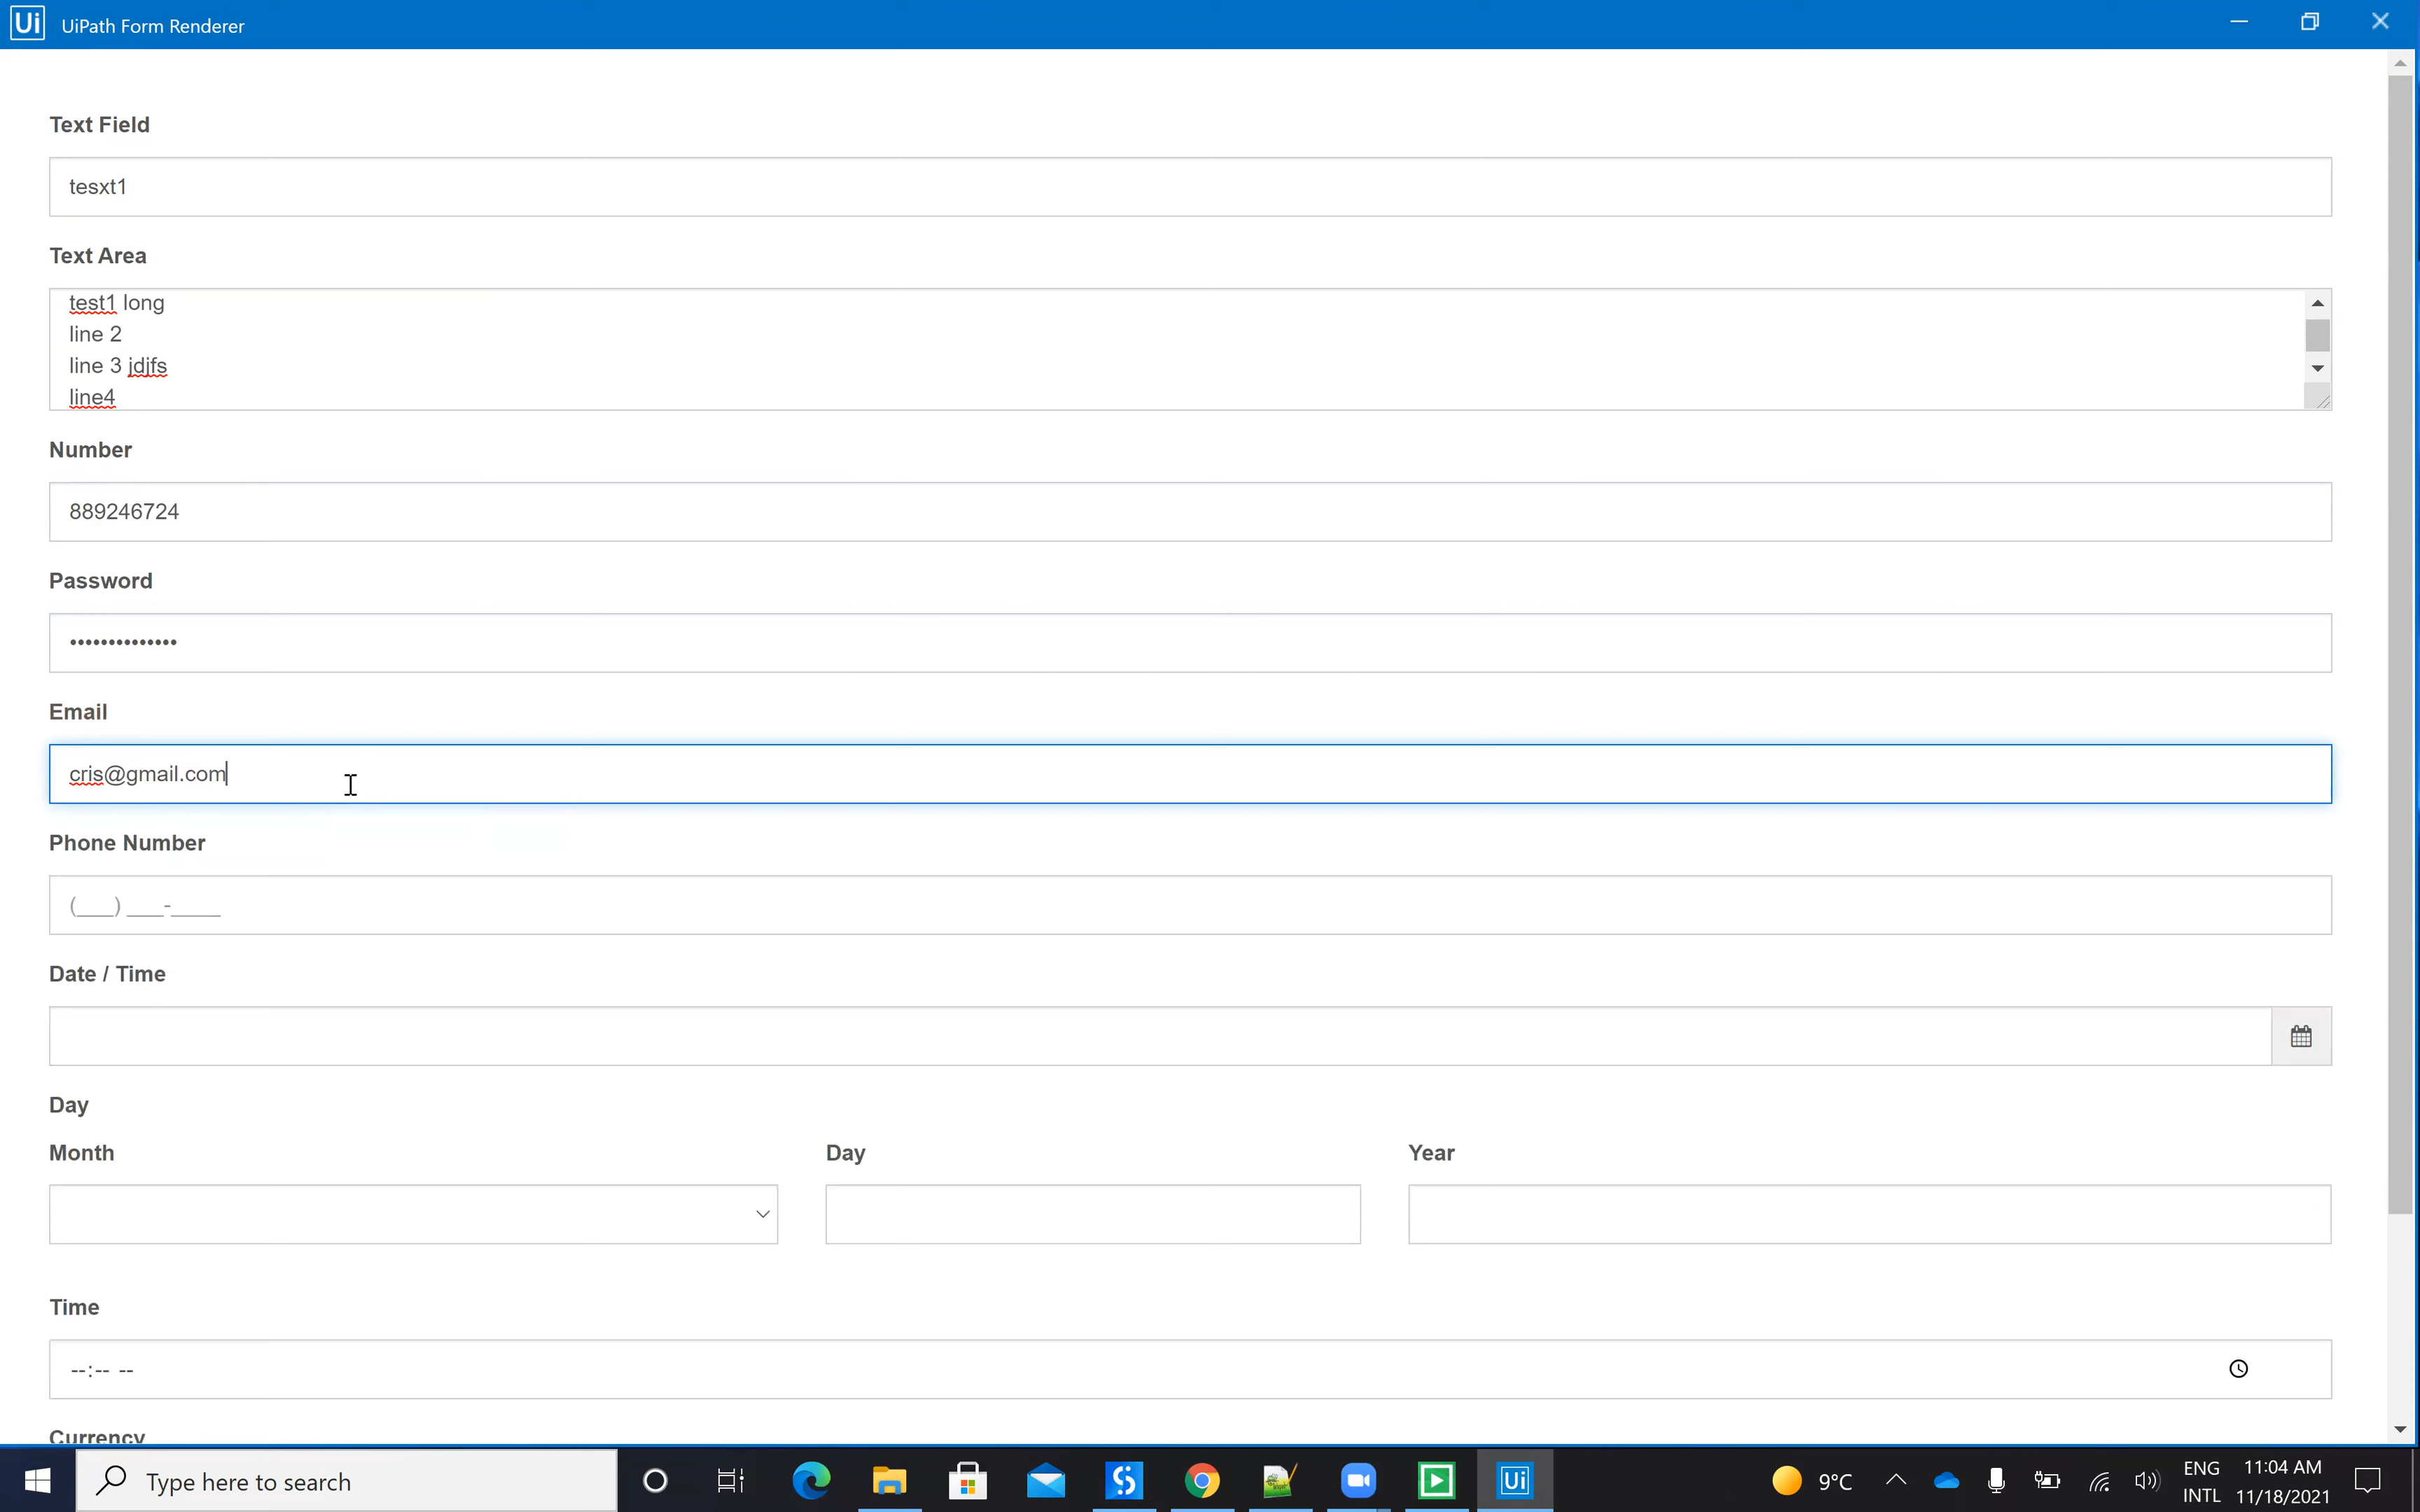 Ui UiPath Form Renderer
Text Field
tesxt1
Text Area
test1 long
line 2
line 3 jdjfs
line4
Number
889246724
Password
••••••••••••••
Email
cris@gmail.com
Phone Number
(___) ___-____
Date / Time
Day
Month Day Year
Time
--:-- --
Currency
Type here to search
Ui
9°C
ENG
INTL
11:04 AM
11/18/2021